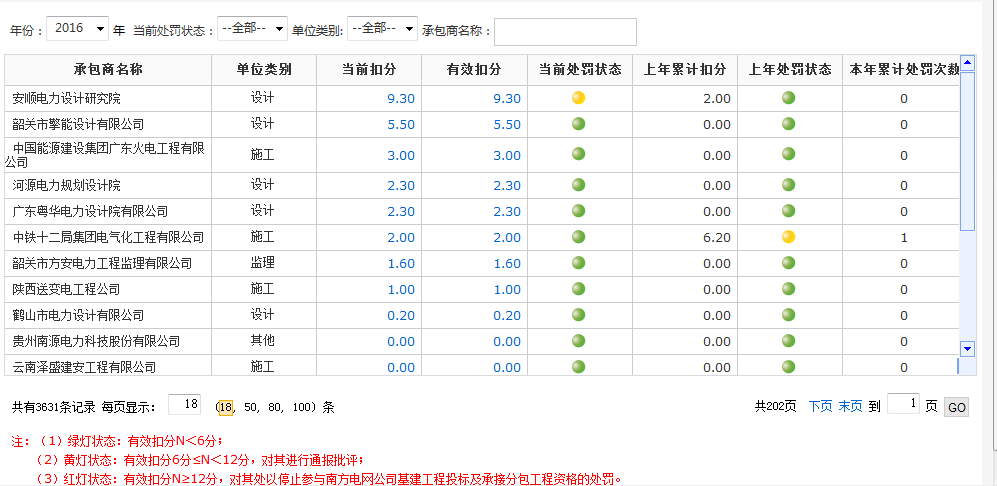 年份： 2016 年 当前处罚状态： --全部-- 单位类别: --全部-- 承包商名称：
承包商名称 单位类别 当前扣分 有效扣分 当前处罚状态 上年累计扣分 上年处罚状态 本年累计处罚次数
安顺电力设计研究院 设计 9.30 9.30 2.00 0
韶关市擎能设计有限公司 设计 5.50 5.50 0.00 0
中国能源建设集团广东火电工程有限
公司 施工 3.00 3.00 0.00 0
河源电力规划设计院 设计 2.30 2.30 0.00 0
广东粤华电力设计院有限公司 设计 2.30 2.30 0.00 0
中铁十二局集团电气化工程有限公司 施工 2.00 2.00 6.20 1
韶关市方安电力工程监理有限公司 监理 1.60 1.60 0.00 0
陕西送变电工程公司 施工 1.00 1.00 0.00 0
鹤山市电力设计有限公司 设计 0.20 0.20 0.00 0
贵州南源电力科技股份有限公司 其他 0.00 0.00 0.00 0
云南泽盛建安工程有限公司 施工 0.00 0.00 0.00 0
共有3631条记录 每页显示： 18 （18, 50, 80, 100）条 共202页 下页 末页 到 1 页 GO
注：（1）绿灯状态：有效扣分N＜6分；
（2）黄灯状态：有效扣分6分≤N＜12分，对其进行通报批评；
（3）红灯状态：有效扣分N≥12分，对其处以停止参与南方电网公司基建工程投标及承接分包工程资格的处罚。